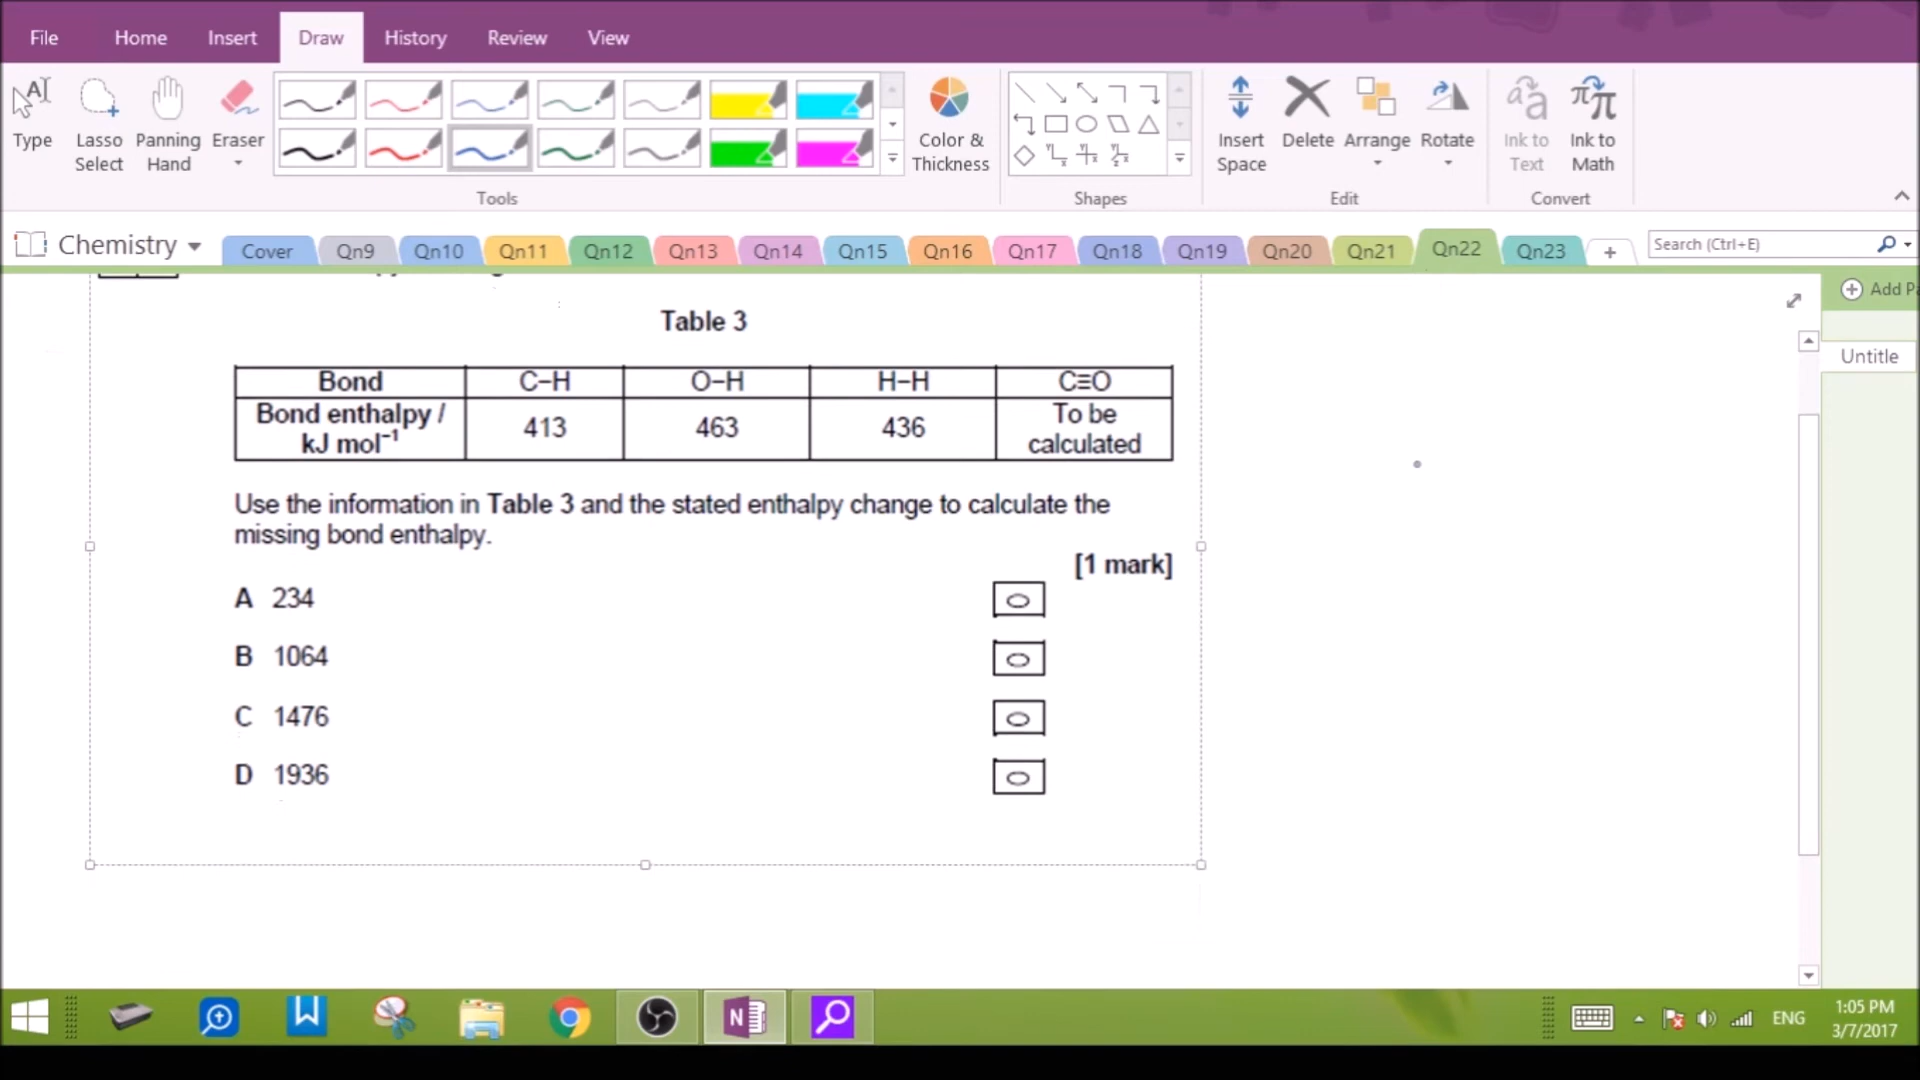 File Home Insert Draw History Review View
Type
Lasso Select
Panning Hand
Eraser
Color & Thickness
Insert Space
Delete
Arrange
Rotate
Ink to Text
Ink to Math
Tools
Shapes
Edit
Convert
Chemistry
Cover Qn9 Qn10 Qn11 Qn12 Qn13 Qn14 Qn15 Qn16 Qn17 Qn18 Qn19 Qn20 Qn21 Qn22 Qn23 +
Search (Ctrl+E)
Add Pa
Untitle
Table 3
Bond C–H O–H H–H C≡O
Bond enthalpy / kJ mol⁻¹ 413 463 436 To be calculated
Use the information in Table 3 and the stated enthalpy change to calculate the
missing bond enthalpy.
[1 mark]
A 234
B 1064
C 1476
D 1936
ENG
1:05 PM
3/7/2017